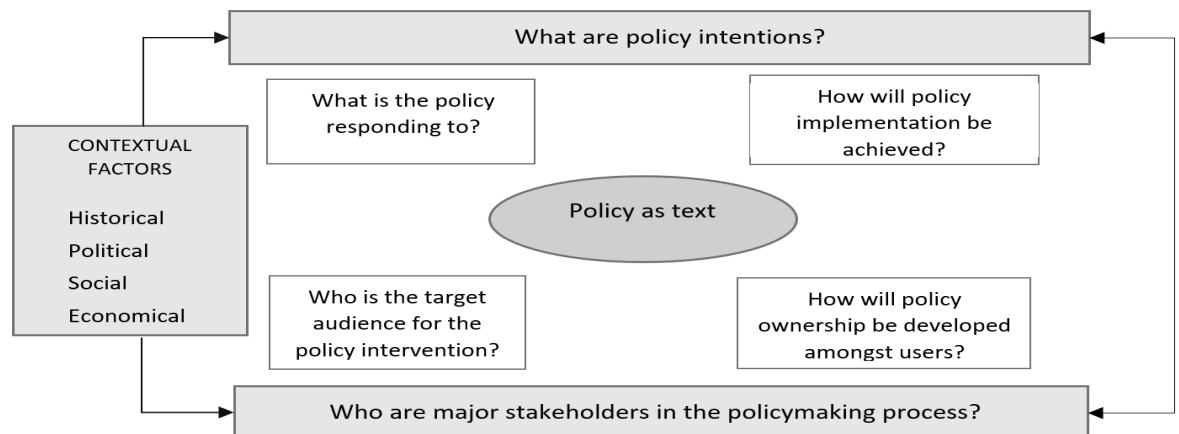 What are policy intentions?
What is the policy
responding to?
How will policy
implementation be
achieved?
CONTEXTUAL
FACTORS
Historical
Political
Social
Economical
Policy as text
Who is the target
audience for the
policy intervention?
How will policy
ownership be developed
amongst users?
Who are major stakeholders in the policymaking process?